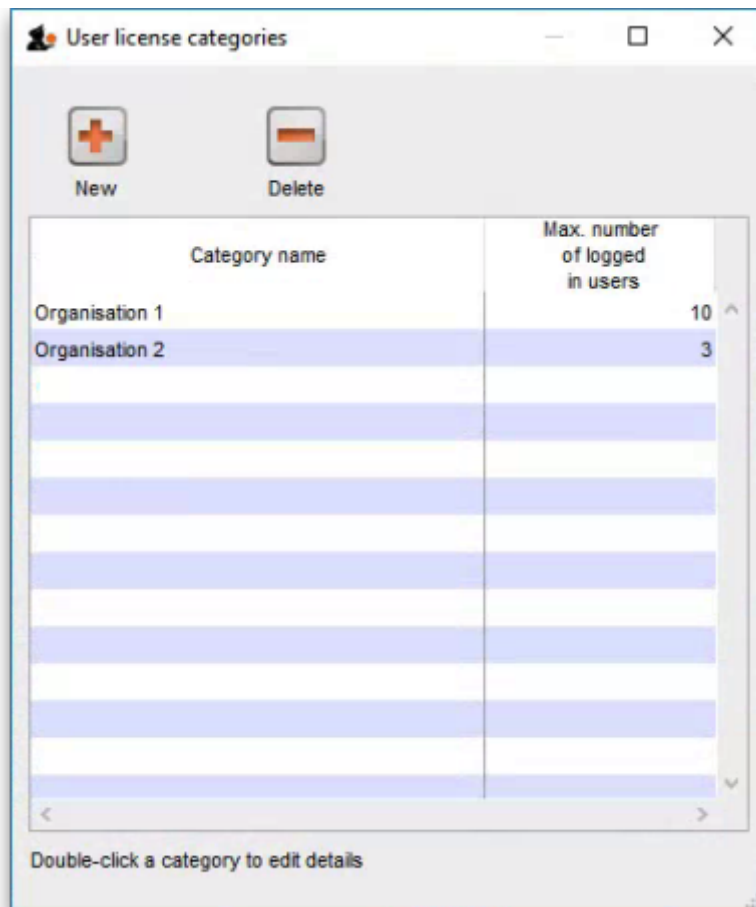 User license categories
New Delete
Category name
Max. number
of logged
in users
Organisation 1 10
Organisation 2 3
Double-click a category to edit details